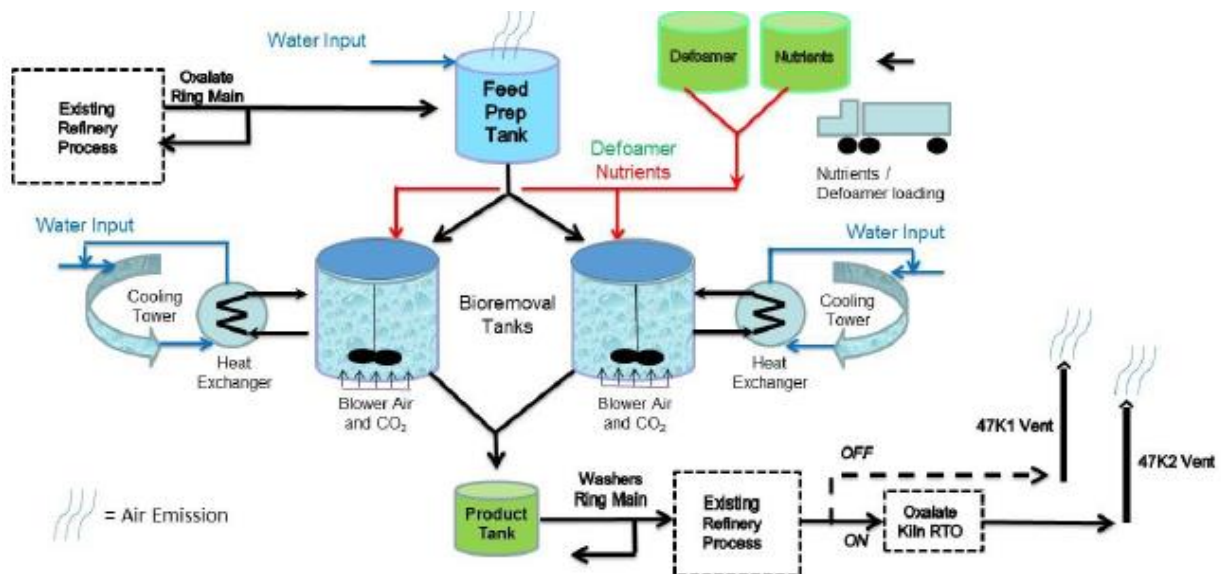 Water Input
Defoamer
Nutrients
Oxalate
Ring Main
Existing
Refinery
Process
Feed
Prep
Tank
Defoamer
Nutrients
Nutrients /
Defoamer loading
Water Input
Water Input
Cooling
Tower
Heat
Exchanger
Bioremoval
Tanks
Cooling
Tower
Heat
Exchanger
Blower Air
and CO₂
Blower Air
and CO₂
47K1 Vent
47K2 Vent
OFF
Washers
Ring Main
Product
Tank
Existing
Refinery
Process
ON
Oxalate
Kiln RTO
= Air Emission